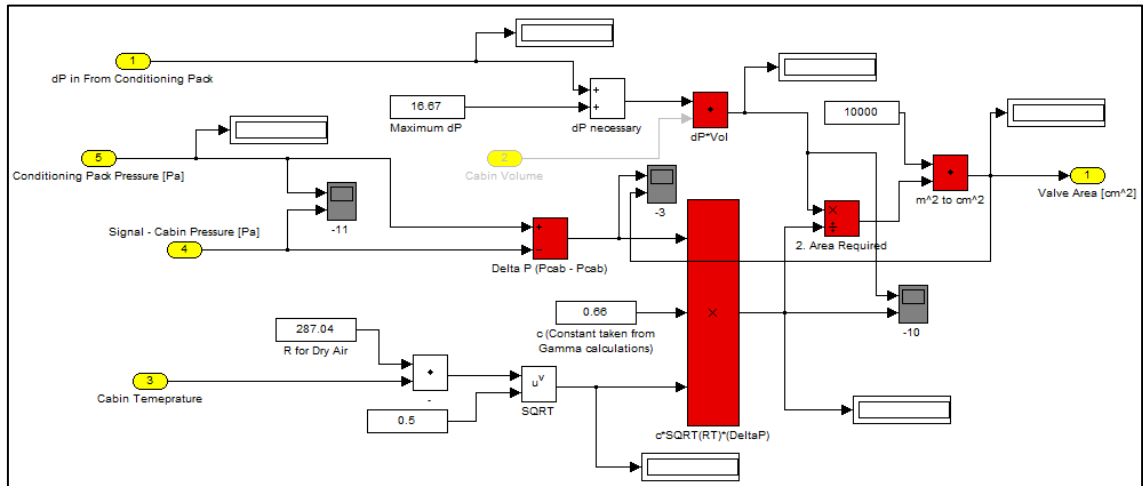 1
dP in From Conditioning Pack
16.67
Maximum dP
+
+
dP necessary
dP*Vol
10000
5
Conditioning Pack Pressure [Pa]
2
Cabin Volume
m^2 to cm^2
1
Valve Area [cm^2]
-11
-3
Signal - Cabin Pressure [Pa]
4
+
-
Delta P (Pcab - Pcab)
×
÷
2. Area Required
0.66
c (Constant taken from
Gamma calculations)
×
-10
287.04
R for Dry Air
3
Cabin Temeprature
-
0.5
u^v
SQRT
c*SQRT(RT)*(DeltaP)